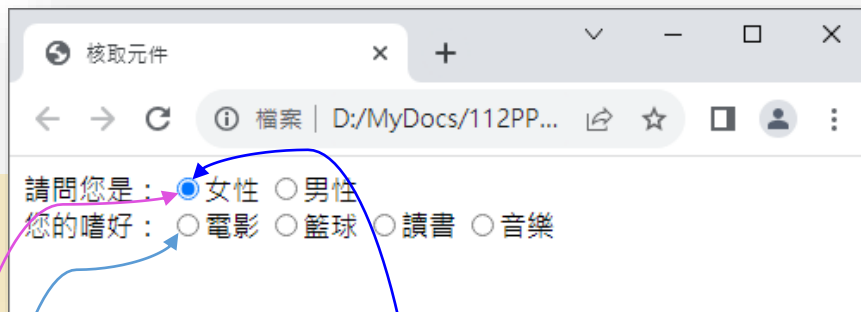 核取元件
檔案 D:/MyDocs/112PP...
請問您是： 女性 男性
您的嗜好： 電影 籃球 讀書 音樂